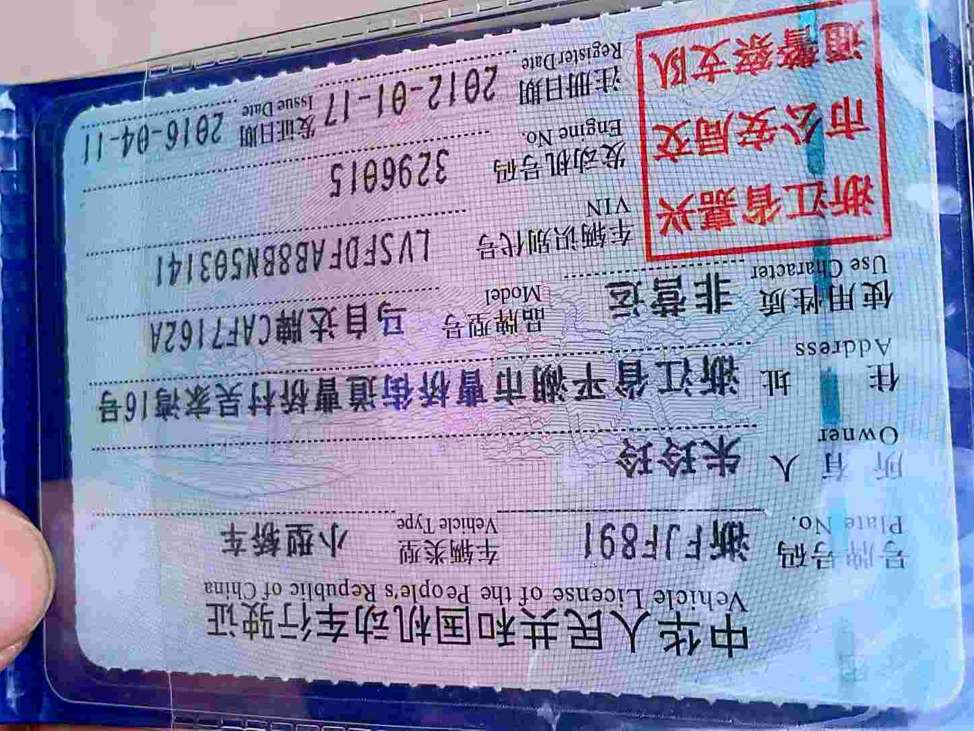 中华人民共和国机动车行驶证
Vehicle License of the People's Republic of China
号牌号码 浙FJF891 车辆类型 小型轿车
Plate No. Vehicle Type
所有人 朱玲玲
Owner
住址 浙江省平湖市曹桥街道曹桥村吴家湾16号
Address
使用性质 非营运 品牌型号 马自达牌CAF7162A
Use Character Model
浙江省嘉兴
市公安局交
通警察支队
车辆识别代号 LVSFDFAB8BN503141
VIN
发动机号码 3296015
Engine No.
注册日期 2012-01-17 发证日期 2016-04-11
Register Date Issue Date